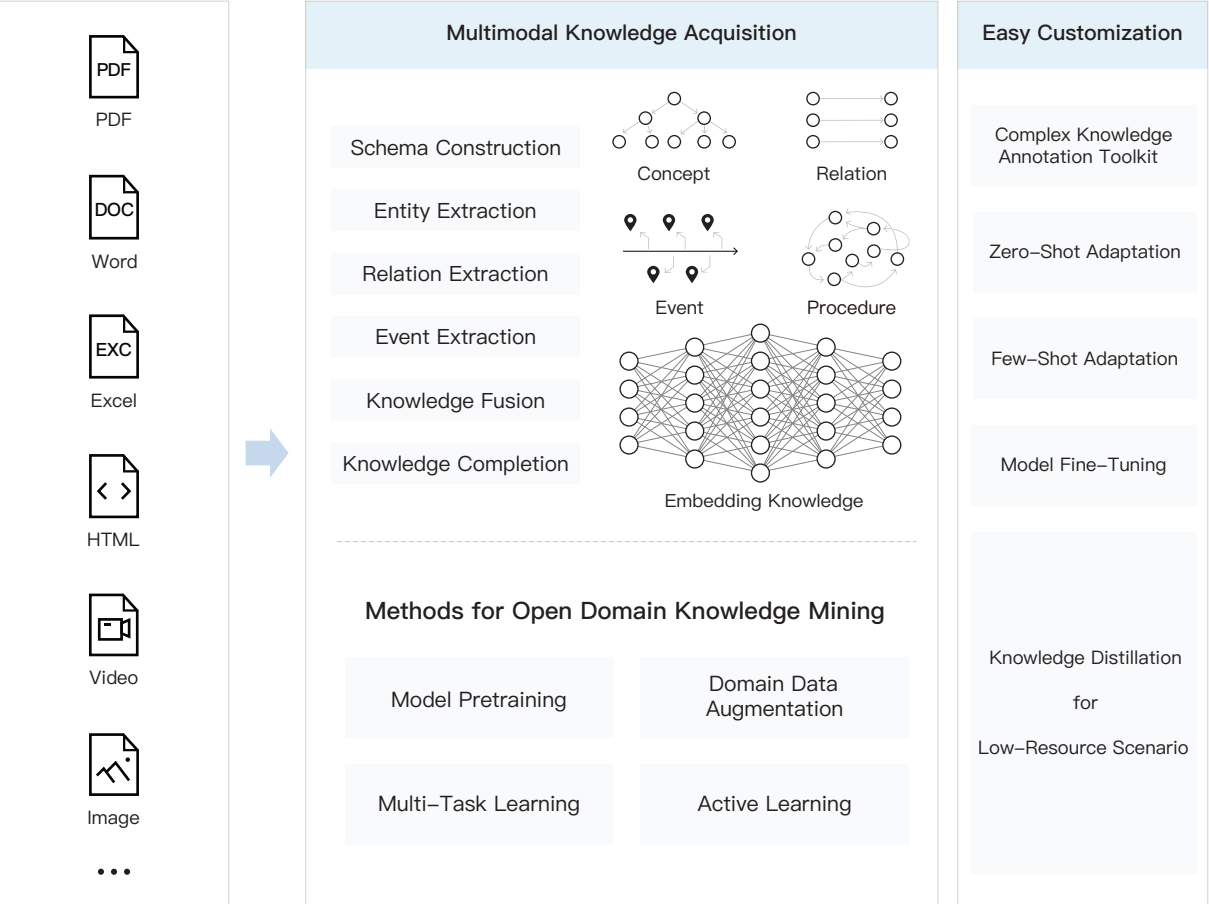 PDF
PDF
DOC
Word
EXC
Excel
< >
HTML
Video
Image
•••
Multimodal Knowledge Acquisition
Schema Construction
Entity Extraction
Relation Extraction
Event Extraction
Knowledge Fusion
Knowledge Completion
Concept
Relation
Event
Procedure
Embedding Knowledge
Methods for Open Domain Knowledge Mining
Model Pretraining
Domain Data
Augmentation
Multi-Task Learning
Active Learning
Easy Customization
Complex Knowledge
Annotation Toolkit
Zero-Shot Adaptation
Few-Shot Adaptation
Model Fine-Tuning
Knowledge Distillation
for
Low-Resource Scenario